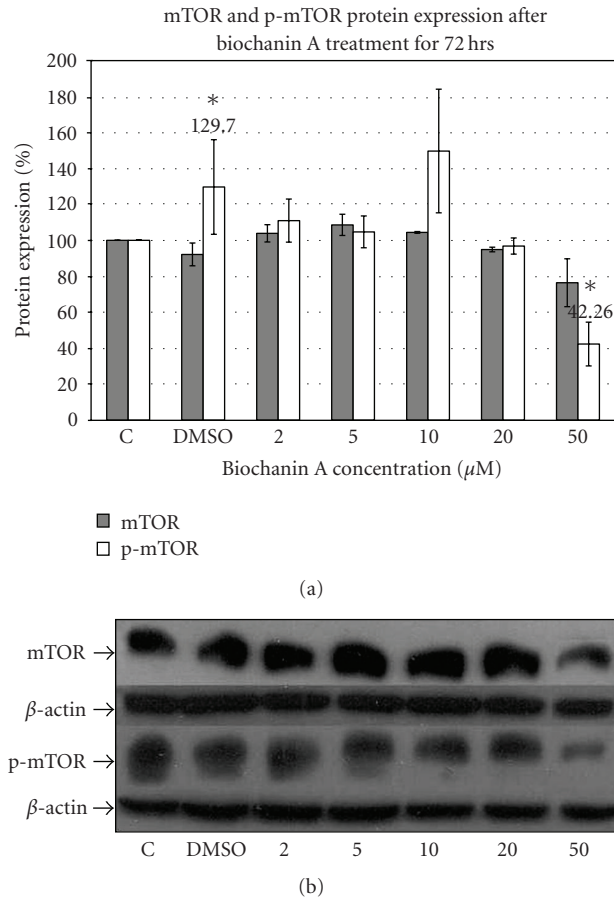 mTOR and p-mTOR protein expression after
biochanin A treatment for 72 hrs
Protein expression (%)
200
180
160
140
120
100
80
60
40
20
0
*
129.7
*
42.26
C DMSO 2 5 10 20 50
Biochanin A concentration (µM)
mTOR
p-mTOR
(a)
mTOR
β-actin
p-mTOR
β-actin
C DMSO 2 5 10 20 50
(b)